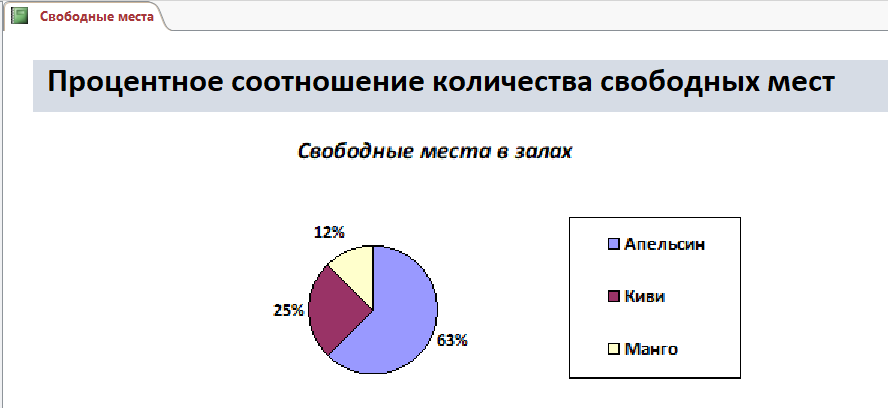 Свободные места
Процентное соотношение количества свободных мест
Свободные места в залах
12%
25%
63%
Апельсин
Киви
Манго